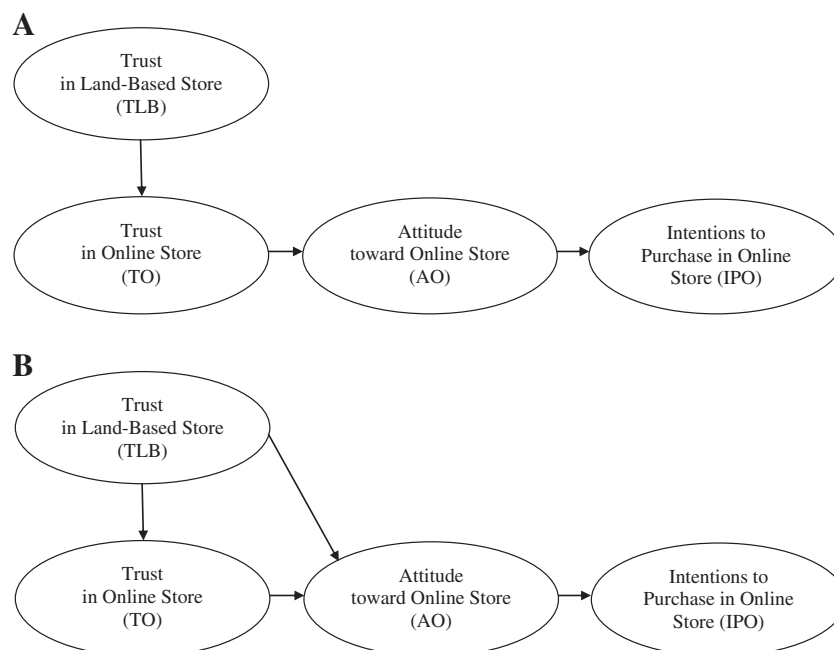 A
Trust
in Land-Based Store
(TLB)
Trust
in Online Store
(TO)
Attitude
toward Online Store
(AO)
Intentions to
Purchase in Online
Store (IPO)
B
Trust
in Land-Based Store
(TLB)
Trust
in Online Store
(TO)
Attitude
toward Online Store
(AO)
Intentions to
Purchase in Online
Store (IPO)